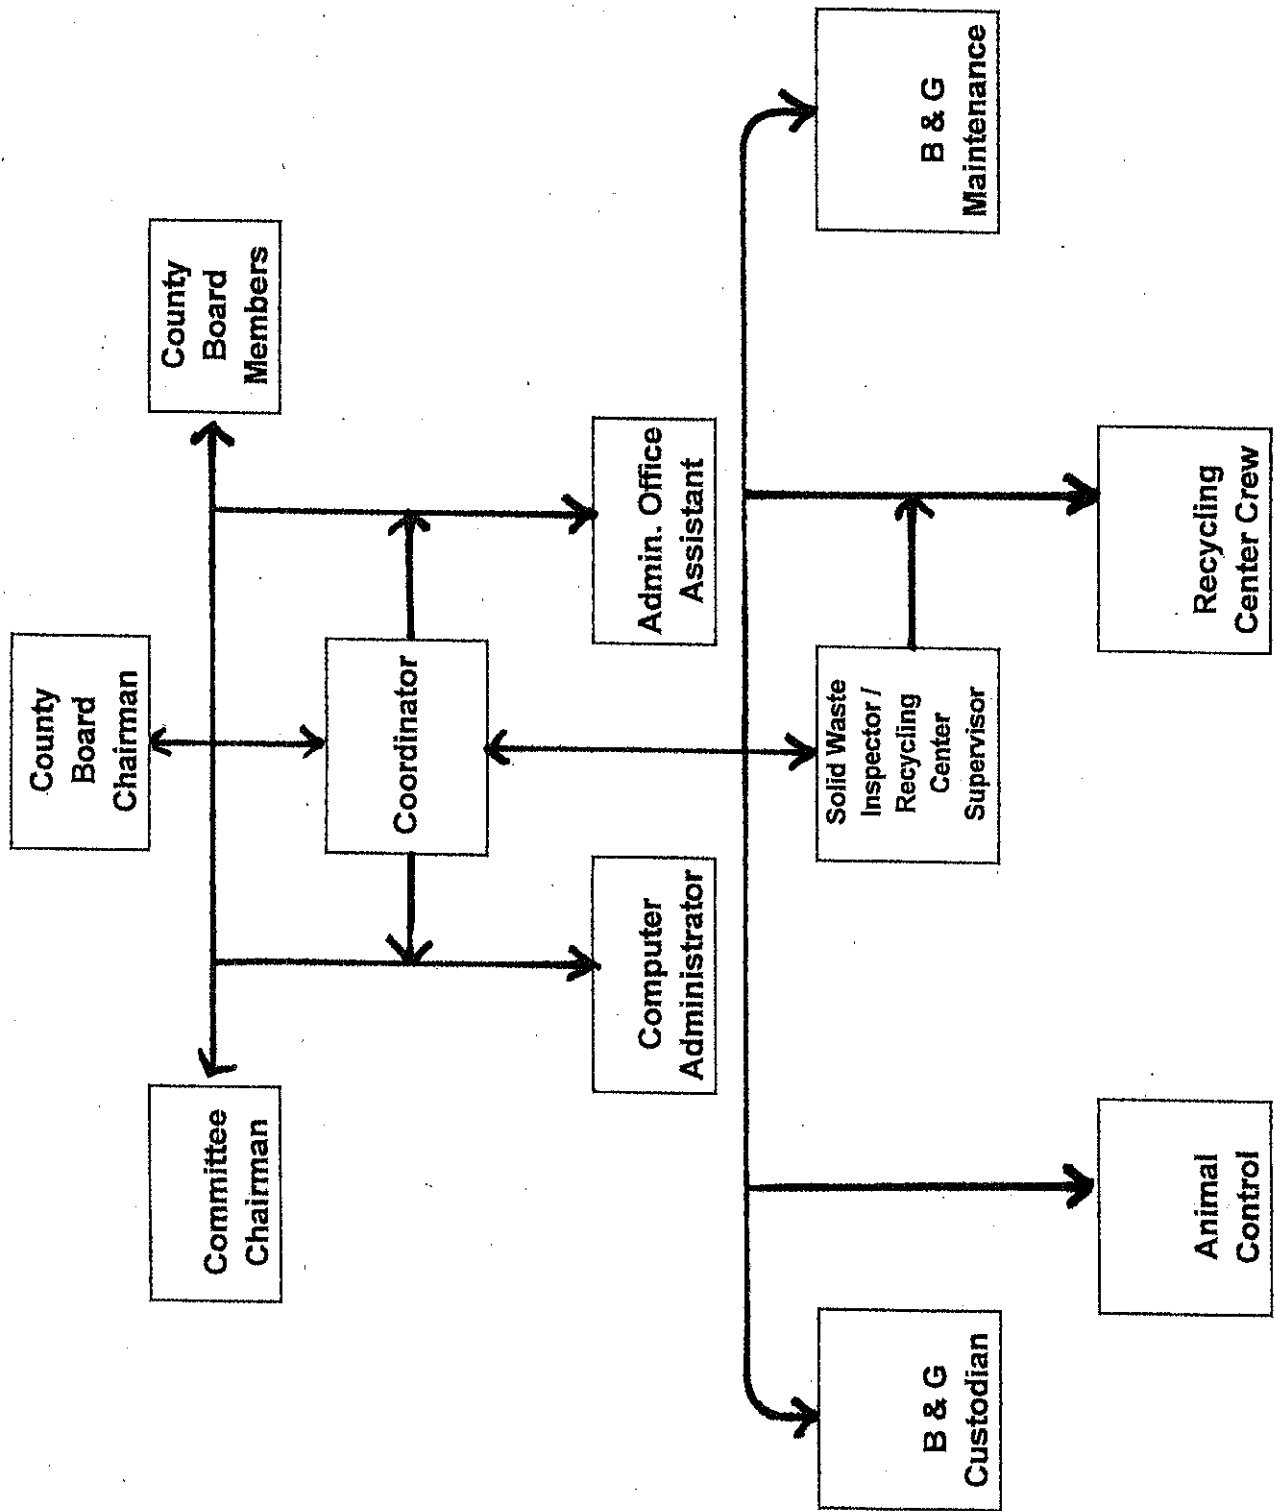 County
Board
Chairman
Committee
Chairman
County
Board
Members
Coordinator
Computer
Administrator
Admin. Office
Assistant
B & G
Custodian
Solid Waste
Inspector /
Recycling
Center
Supervisor
B & G
Maintenance
Animal
Control
Recycling
Center Crew